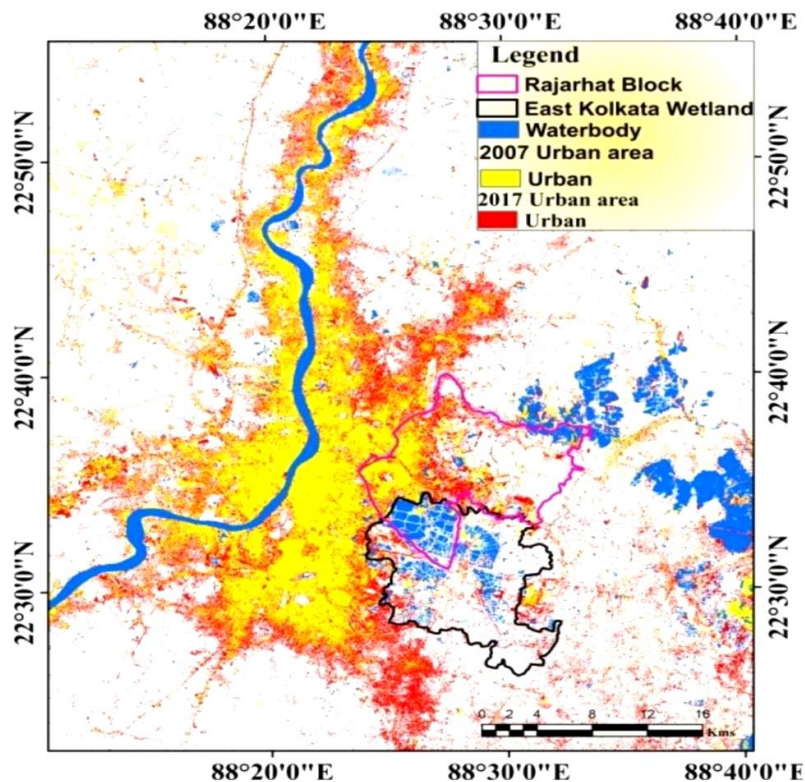 88°20'0"E 88°30'0"E 88°40'0"E
Legend
Rajarhat Block
East Kolkata Wetland
Waterbody
2007 Urban area
Urban
2017 Urban area
Urban
22°50'0"N 22°50'0"N
22°40'0"N 22°40'0"N
22°30'0"N 22°30'0"N
0 2 4 8 12 16
Kms
88°20'0"E 88°30'0"E 88°40'0"E